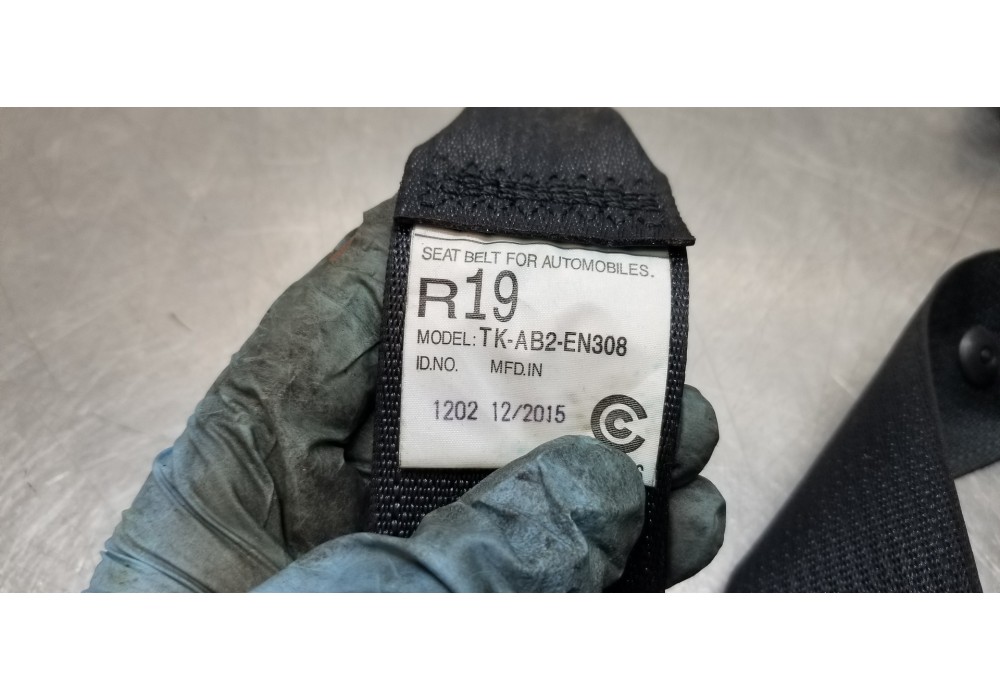 SEAT BELT FOR AUTOMOBILES.
R19
MODEL: TK-AB2-EN308
ID.NO. MFD.IN
1202 12/2015